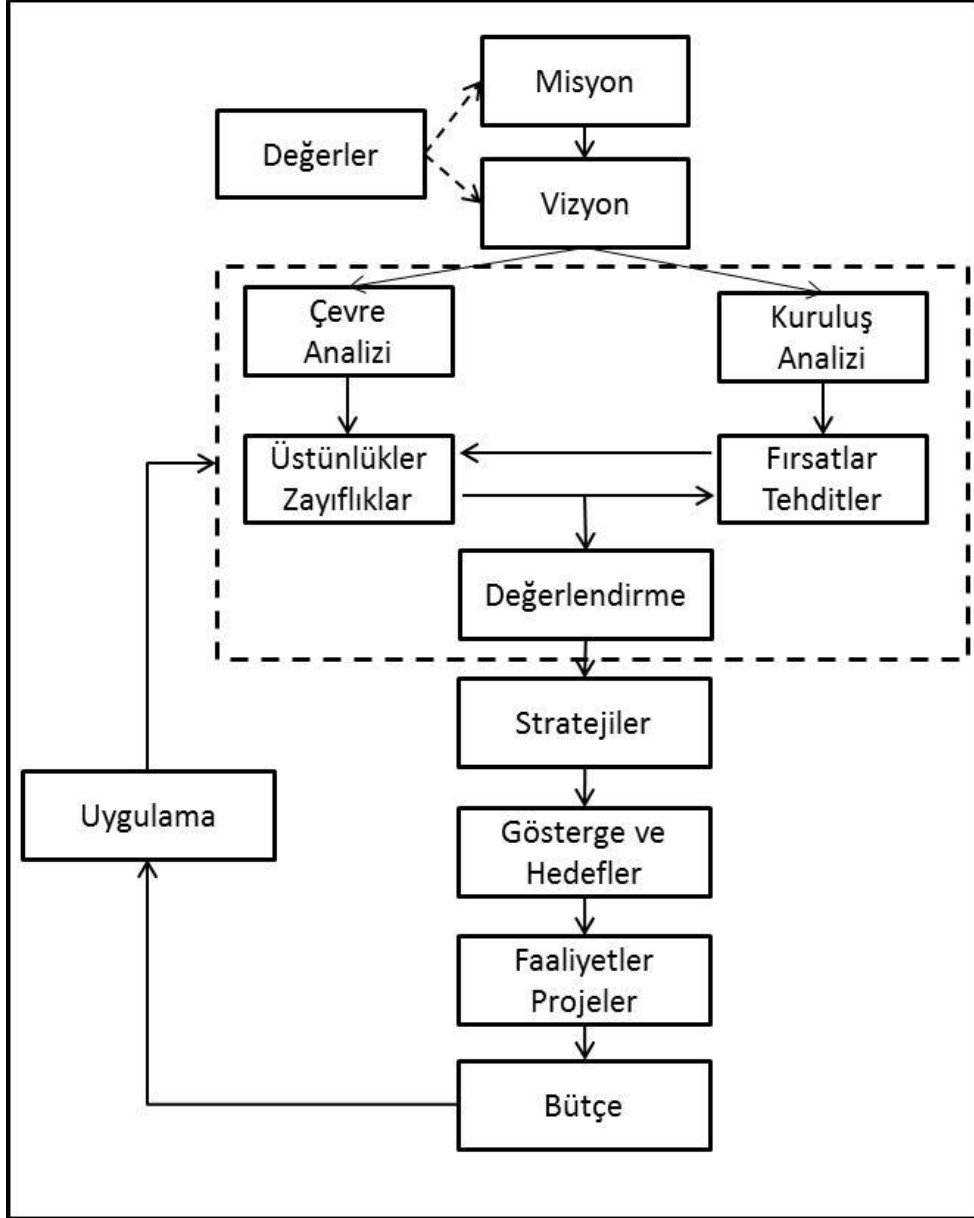 Misyon
Değerler
Vizyon
Çevre
Analizi
Kuruluş
Analizi
Üstünlükler
Zayıflıklar
Fırsatlar
Tehditler
Değerlendirme
Stratejiler
Uygulama
Gösterge ve
Hedefler
Faaliyetler
Projeler
Bütçe